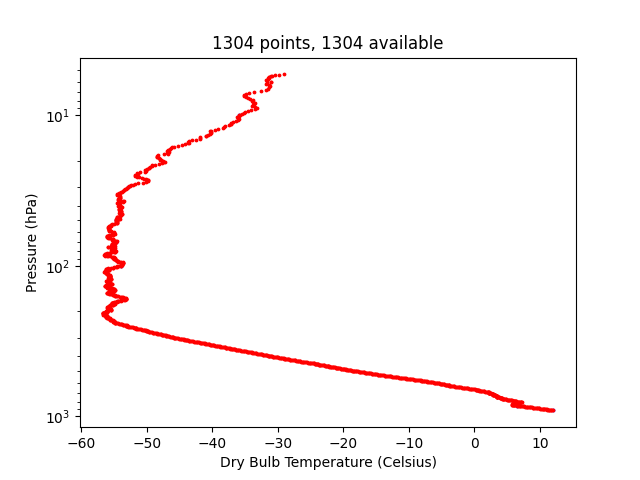 1304 points, 1304 available
10¹
10²
10³
Pressure (hPa)
−60 −50 −40 −30 −20 −10 0 10
Dry Bulb Temperature (Celsius)